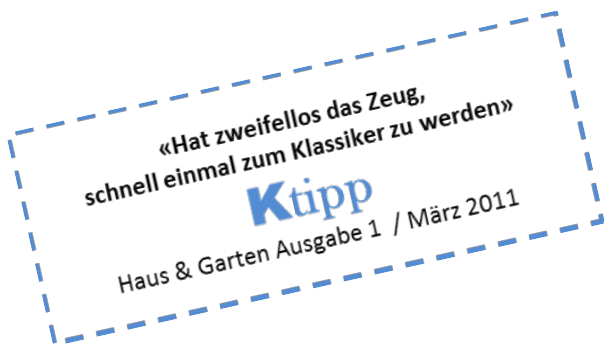 «Hat zweifellos das Zeug,
schnell einmal zum Klassiker zu werden»
Ktipp
Haus & Garten Ausgabe 1 / März 2011